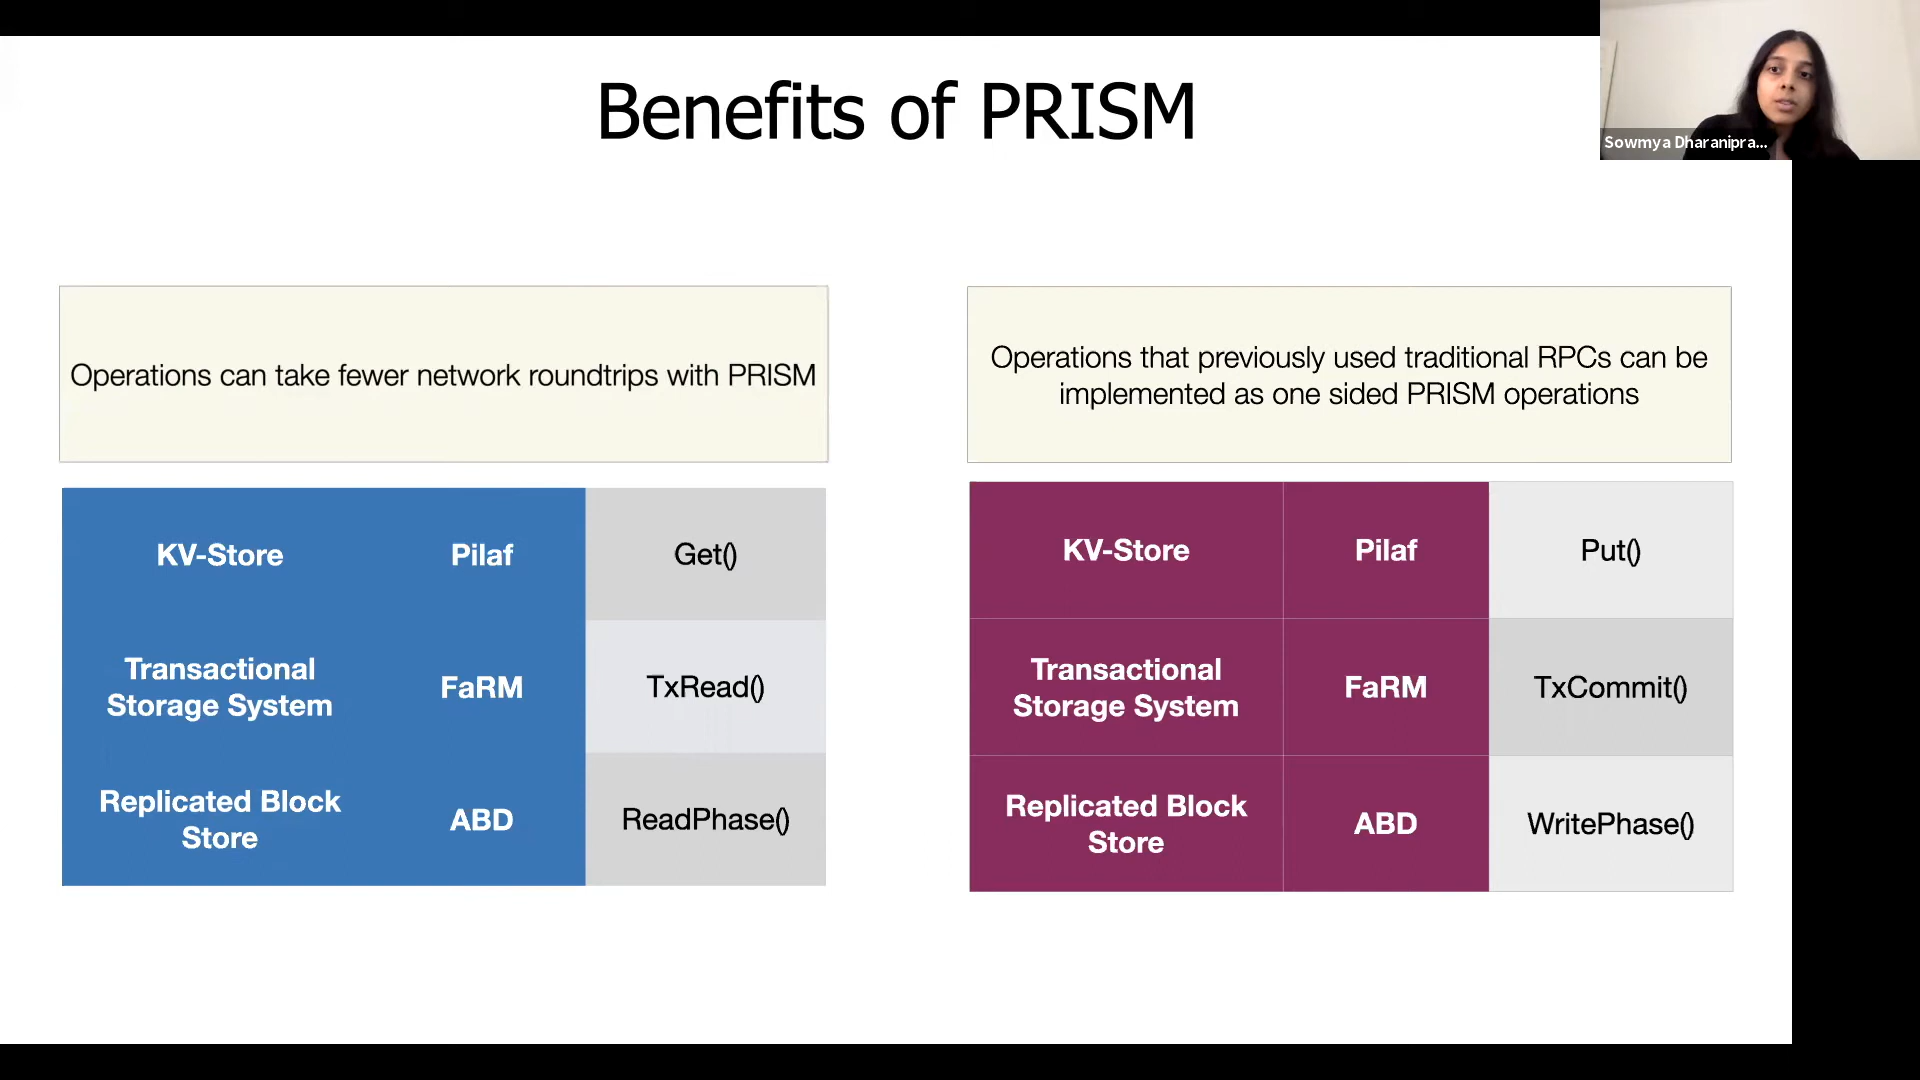 Benefits of PRISM
Sowmya Dharanipra...
Operations can take fewer network roundtrips with PRISM
KV-Store Pilaf Get()
Transactional
Storage System FaRM TxRead()
Replicated Block
Store ABD ReadPhase()
Operations that previously used traditional RPCs can be
implemented as one sided PRISM operations
KV-Store Pilaf Put()
Transactional
Storage System FaRM TxCommit()
Replicated Block
Store ABD WritePhase()